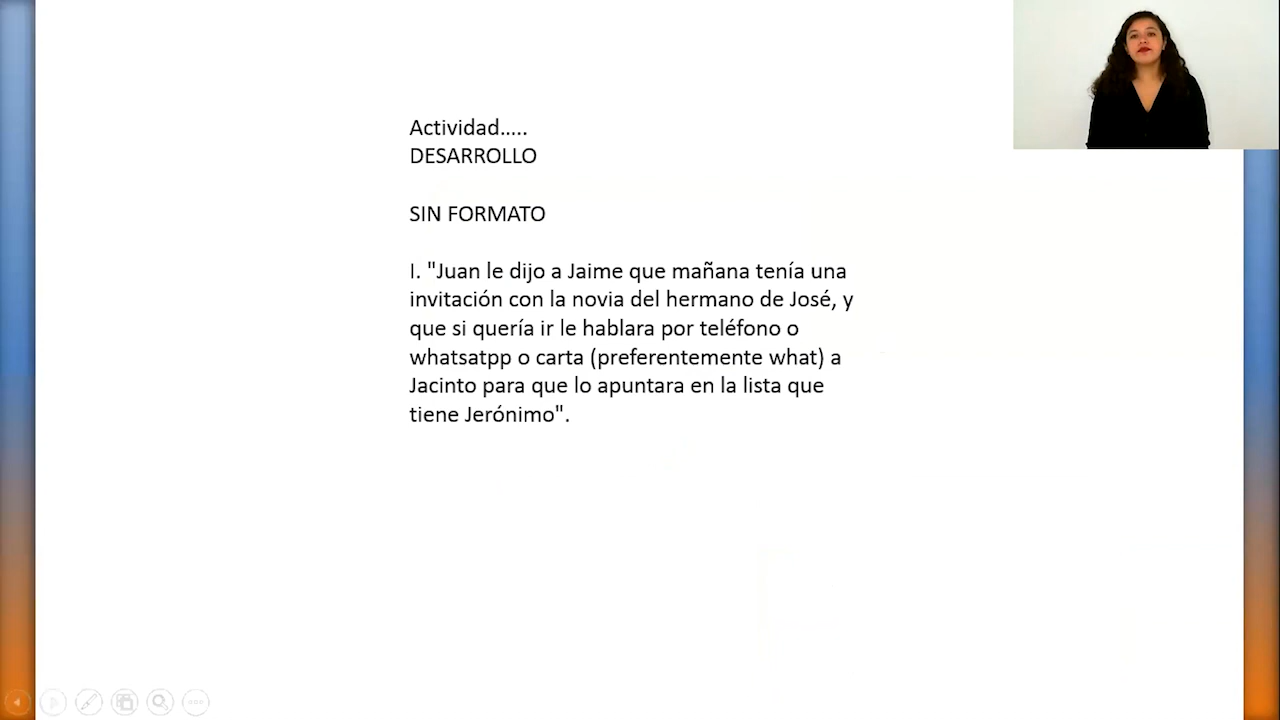 Actividad.....
DESARROLLO
SIN FORMATO
I. "Juan le dijo a Jaime que mañana tenía una
invitación con la novia del hermano de José, y
que si quería ir le hablara por teléfono o
whatsatpp o carta (preferentemente what) a
Jacinto para que lo apuntara en la lista que
tiene Jerónimo".